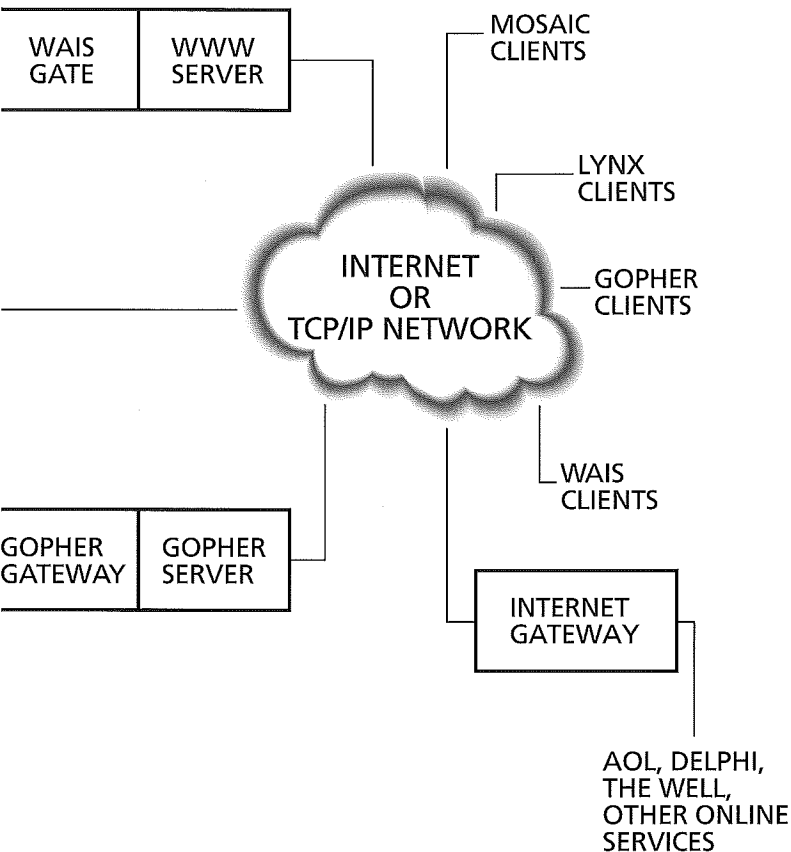 WAIS
GATE
WWW
SERVER
MOSAIC
CLIENTS
LYNX
CLIENTS
INTERNET
OR
TCP/IP NETWORK
GOPHER
CLIENTS
WAIS
CLIENTS
GOPHER
GATEWAY
GOPHER
SERVER
INTERNET
GATEWAY
AOL, DELPHI,
THE WELL,
OTHER ONLINE
SERVICES